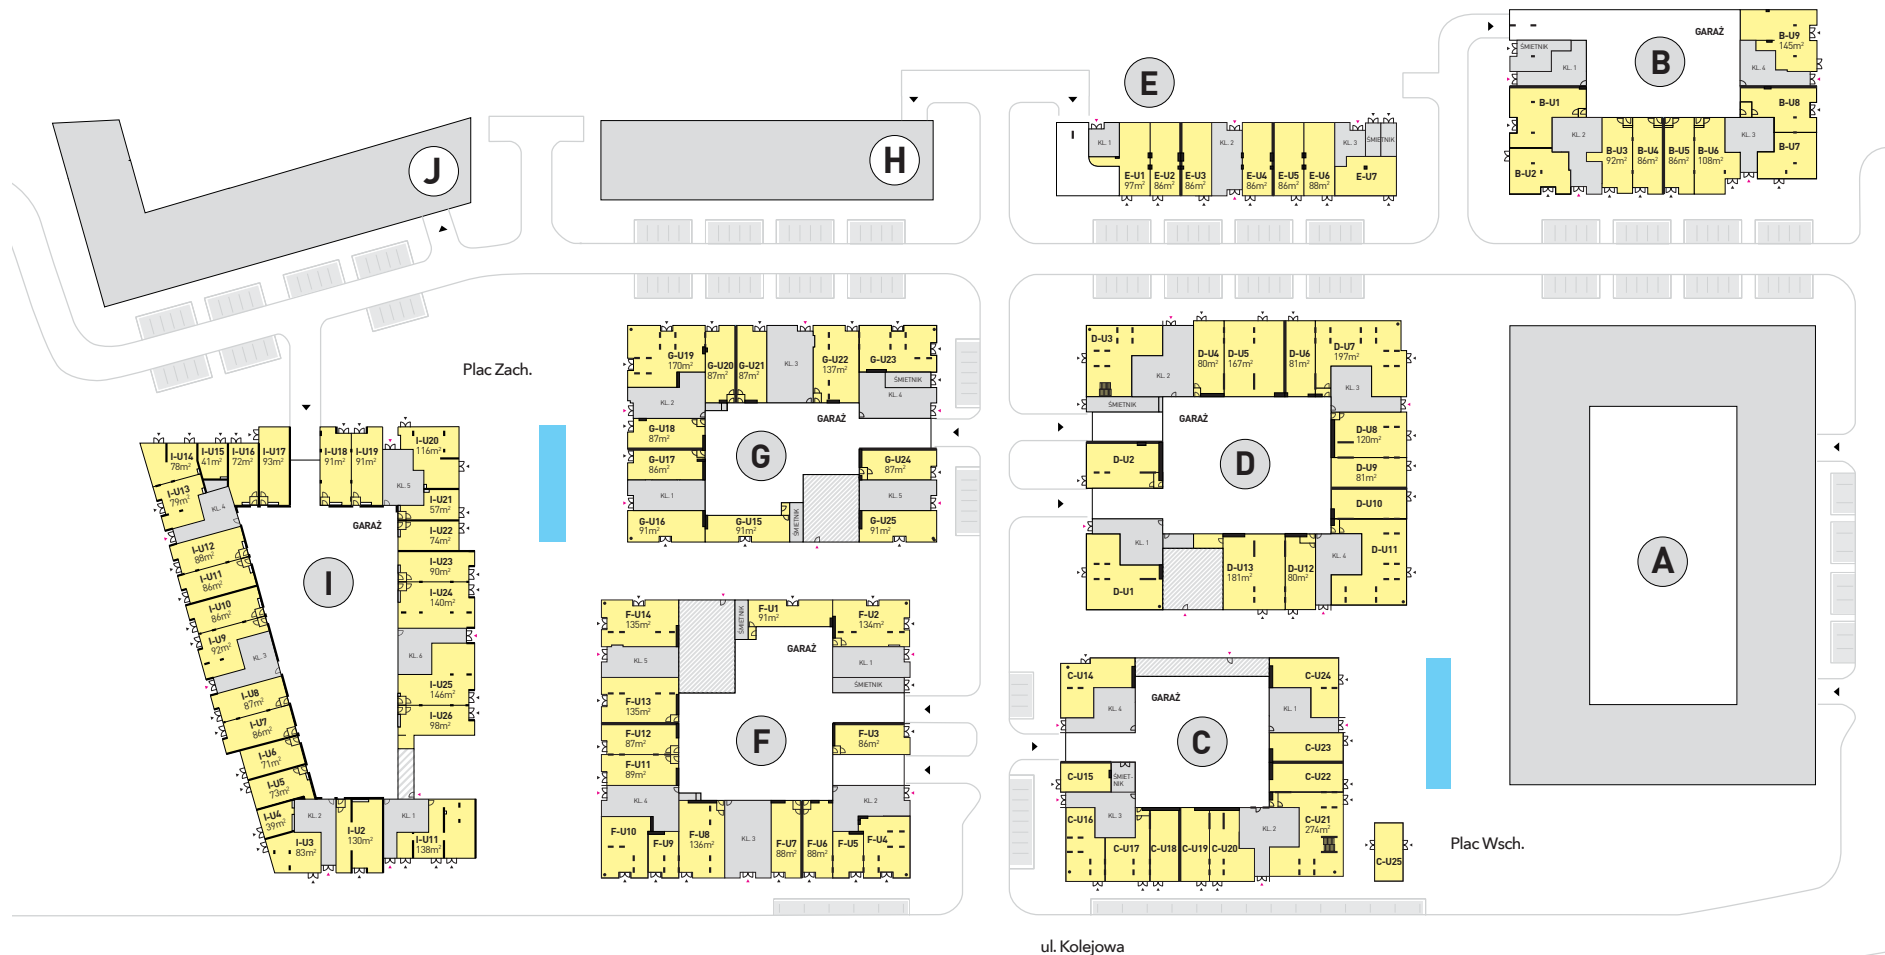 J
H
E
KL. 1
E-U1
97m²
E-U2
86m²
E-U3
86m²
KL. 2
E-U4
86m²
E-U5
86m²
E-U6
88m²
KL. 3
ŚMIETNIK
E-U7
B
GARAŻ
ŚMIETNIK
KL. 1
B-U9
145m²
KL. 4
B-U1
B-U8
KL. 2
B-U3
92m²
B-U4
86m²
B-U5
86m²
B-U6
108m²
KL. 3
B-U7
B-U2
Plac Zach.
G
G-U19
170m²
G-U20
87m²
G-U21
87m²
KL. 3
G-U22
137m²
G-U23
ŚMIETNIK
KL. 2
KL. 4
GARAŻ
G-U18
87m²
G-U17
86m²
G-U24
87m²
KL. 1
KL. 5
G-U16
91m²
G-U15
91m²
ŚMIETNIK
G-U25
91m²
D
D-U3
KL. 2
D-U4
80m²
D-U5
167m²
D-U6
81m²
D-U7
197m²
KL. 3
ŚMIETNIK
GARAŻ
D-U2
D-U8
120m²
D-U9
81m²
D-U10
KL. 1
D-U1
D-U13
181m²
D-U12
80m²
KL. 4
D-U11
A
I
I-U14
78m²
I-U15
41m²
I-U16
72m²
I-U17
93m²
I-U18
91m²
I-U19
91m²
I-U20
116m²
KL. 5
I-U13
79m²
KL. 4
GARAŻ
I-U21
57m²
I-U22
74m²
I-U12
88m²
I-U11
86m²
I-U10
86m²
I-U9
92m²
KL. 3
I-U23
90m²
I-U24
140m²
KL. 6
I-U25
146m²
I-U26
98m²
I-U8
87m²
I-U7
86m²
I-U6
71m²
I-U5
73m²
I-U4
39m²
KL. 2
I-U3
83m²
I-U2
130m²
KL. 1
I-U11
138m²
F
F-U14
135m²
ŚMIETNIK
F-U1
91m²
F-U2
134m²
GARAŻ
KL. 5
KL. 1
ŚMIETNIK
F-U13
135m²
F-U12
87m²
F-U11
89m²
F-U3
86m²
KL. 4
KL. 2
F-U10
F-U9
F-U8
136m²
KL. 3
F-U7
88m²
F-U6
88m²
F-U5
F-U4
C
C-U14
KL. 4
GARAŻ
C-U24
KL. 1
C-U23
C-U22
C-U15
ŚMIET-
NIK
C-U16
KL. 3
C-U17
C-U18
C-U19
C-U20
KL. 2
C-U21
274m²
C-U25
Plac Wsch.
ul. Kolejowa